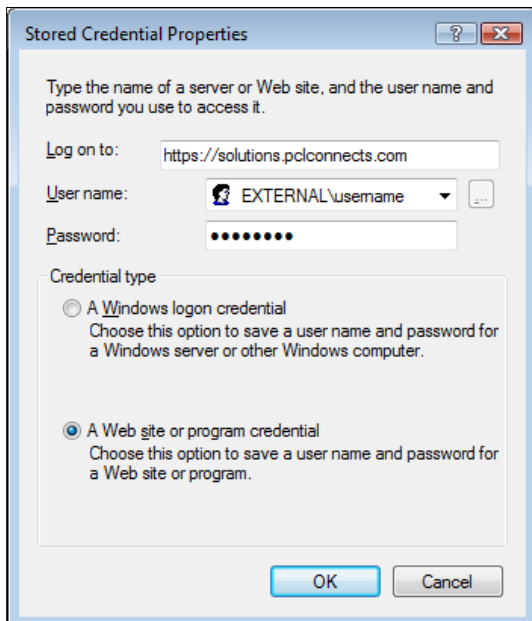 Stored Credential Properties
Type the name of a server or Web site, and the user name and
password you use to access it.
Log on to: https://solutions.pclconnects.com
User name: EXTERNAL\username ...
Password: ●●●●●●●●
Credential type
A Windows logon credential
Choose this option to save a user name and password for
a Windows server or other Windows computer.
A Web site or program credential
Choose this option to save a user name and password for
a Web site or program.
OK Cancel